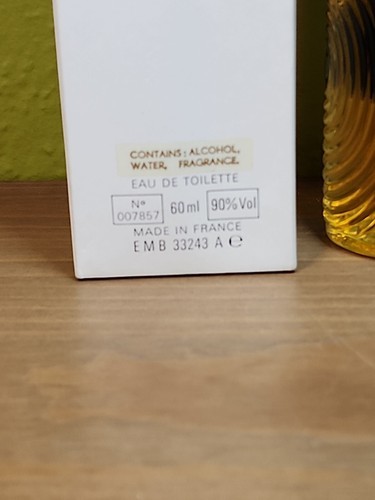 CONTAINS: ALCOHOL,
WATER, FRAGRANCE.
EAU DE TOILETTE
Nº
007857
60 ml
90% Vol
MADE IN FRANCE
EMB 33243 A ℮